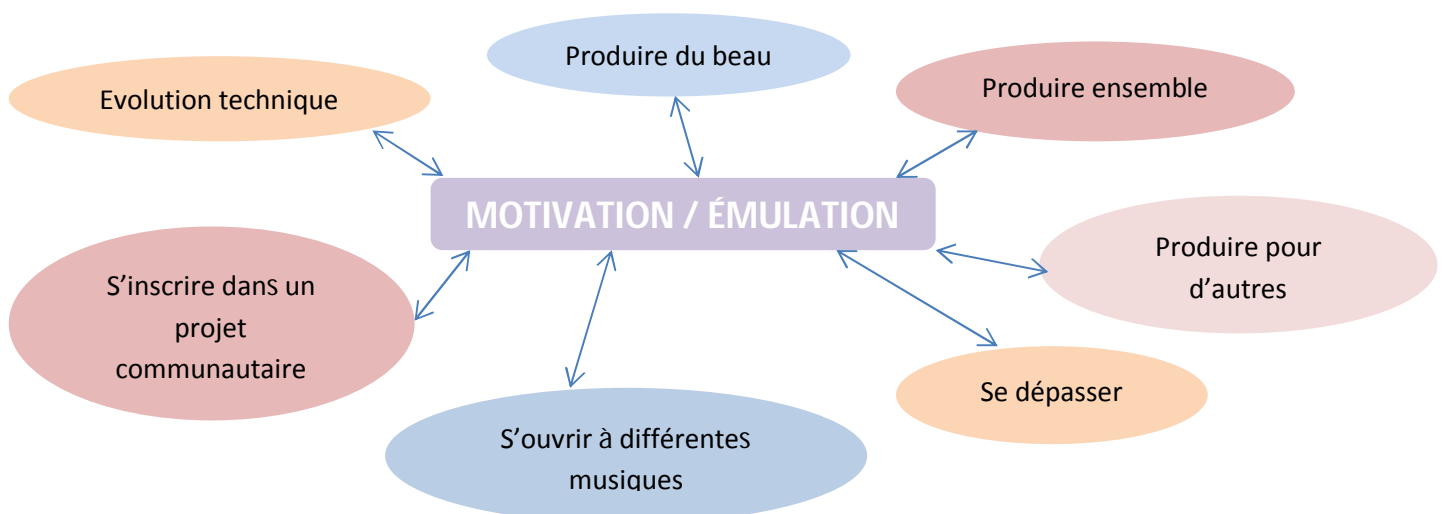 Produire du beau
Evolution technique
Produire ensemble
MOTIVATION / ÉMULATION
Produire pour
d’autres
S’inscrire dans un
projet
communautaire
Se dépasser
S’ouvrir à différentes
musiques